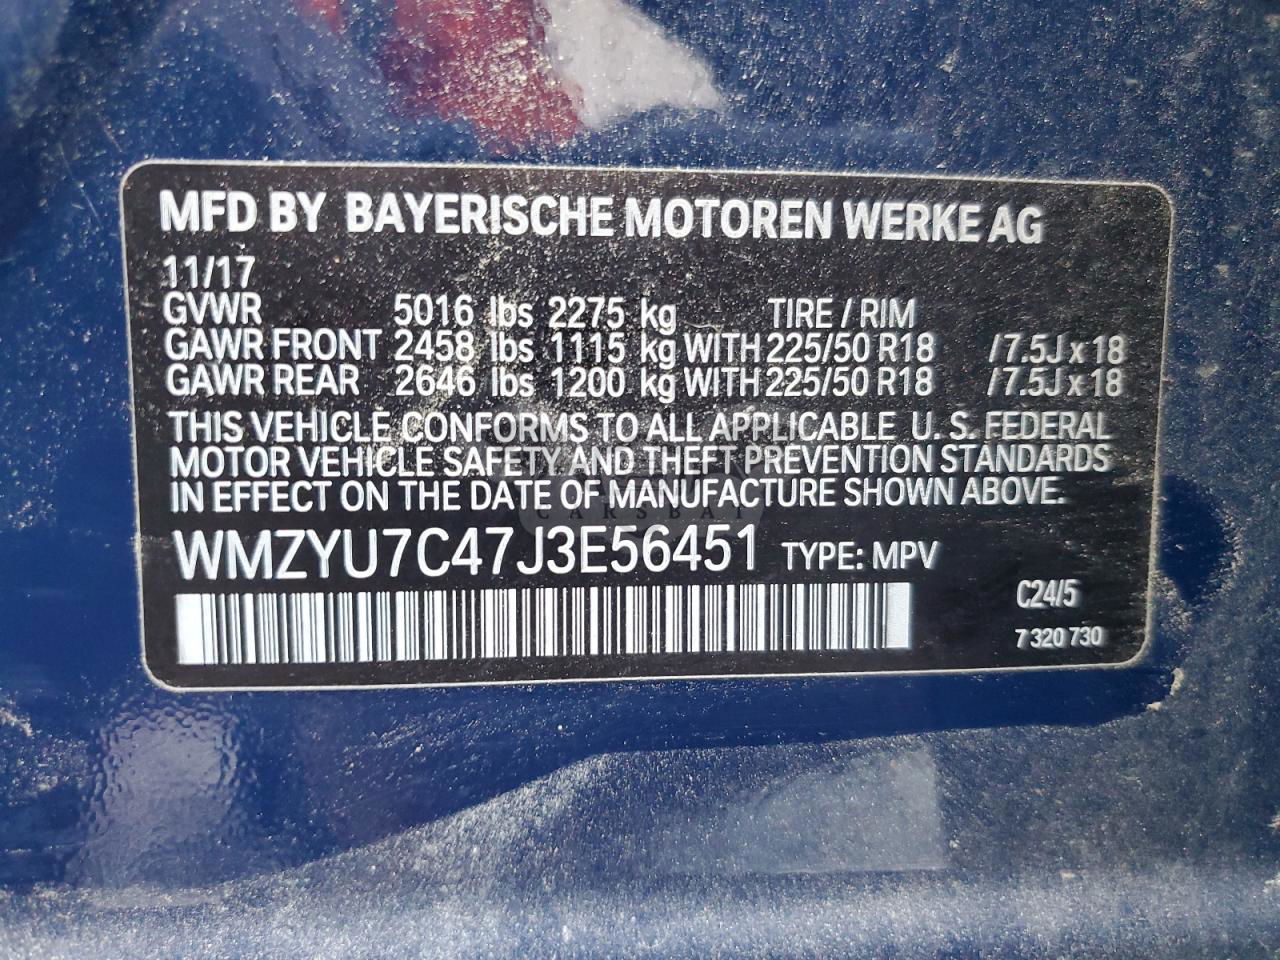 MFD BY BAYERISCHE MOTOREN WERKE AG
11/17
GVWR 5016 lbs 2275 kg TIRE / RIM
GAWR FRONT 2458 lbs 1115 kg WITH 225/50 R18 / 7.5J x 18
GAWR REAR 2646 lbs 1200 kg WITH 225/50 R18 / 7.5J x 18
THIS VEHICLE CONFORMS TO ALL APPLICABLE U. S. FEDERAL
MOTOR VEHICLE SAFETY AND THEFT PREVENTION STANDARDS
IN EFFECT ON THE DATE OF MANUFACTURE SHOWN ABOVE.
CARSBAY
WMZYU7C47J3E56451 TYPE: MPV
C24/5
7 320 730